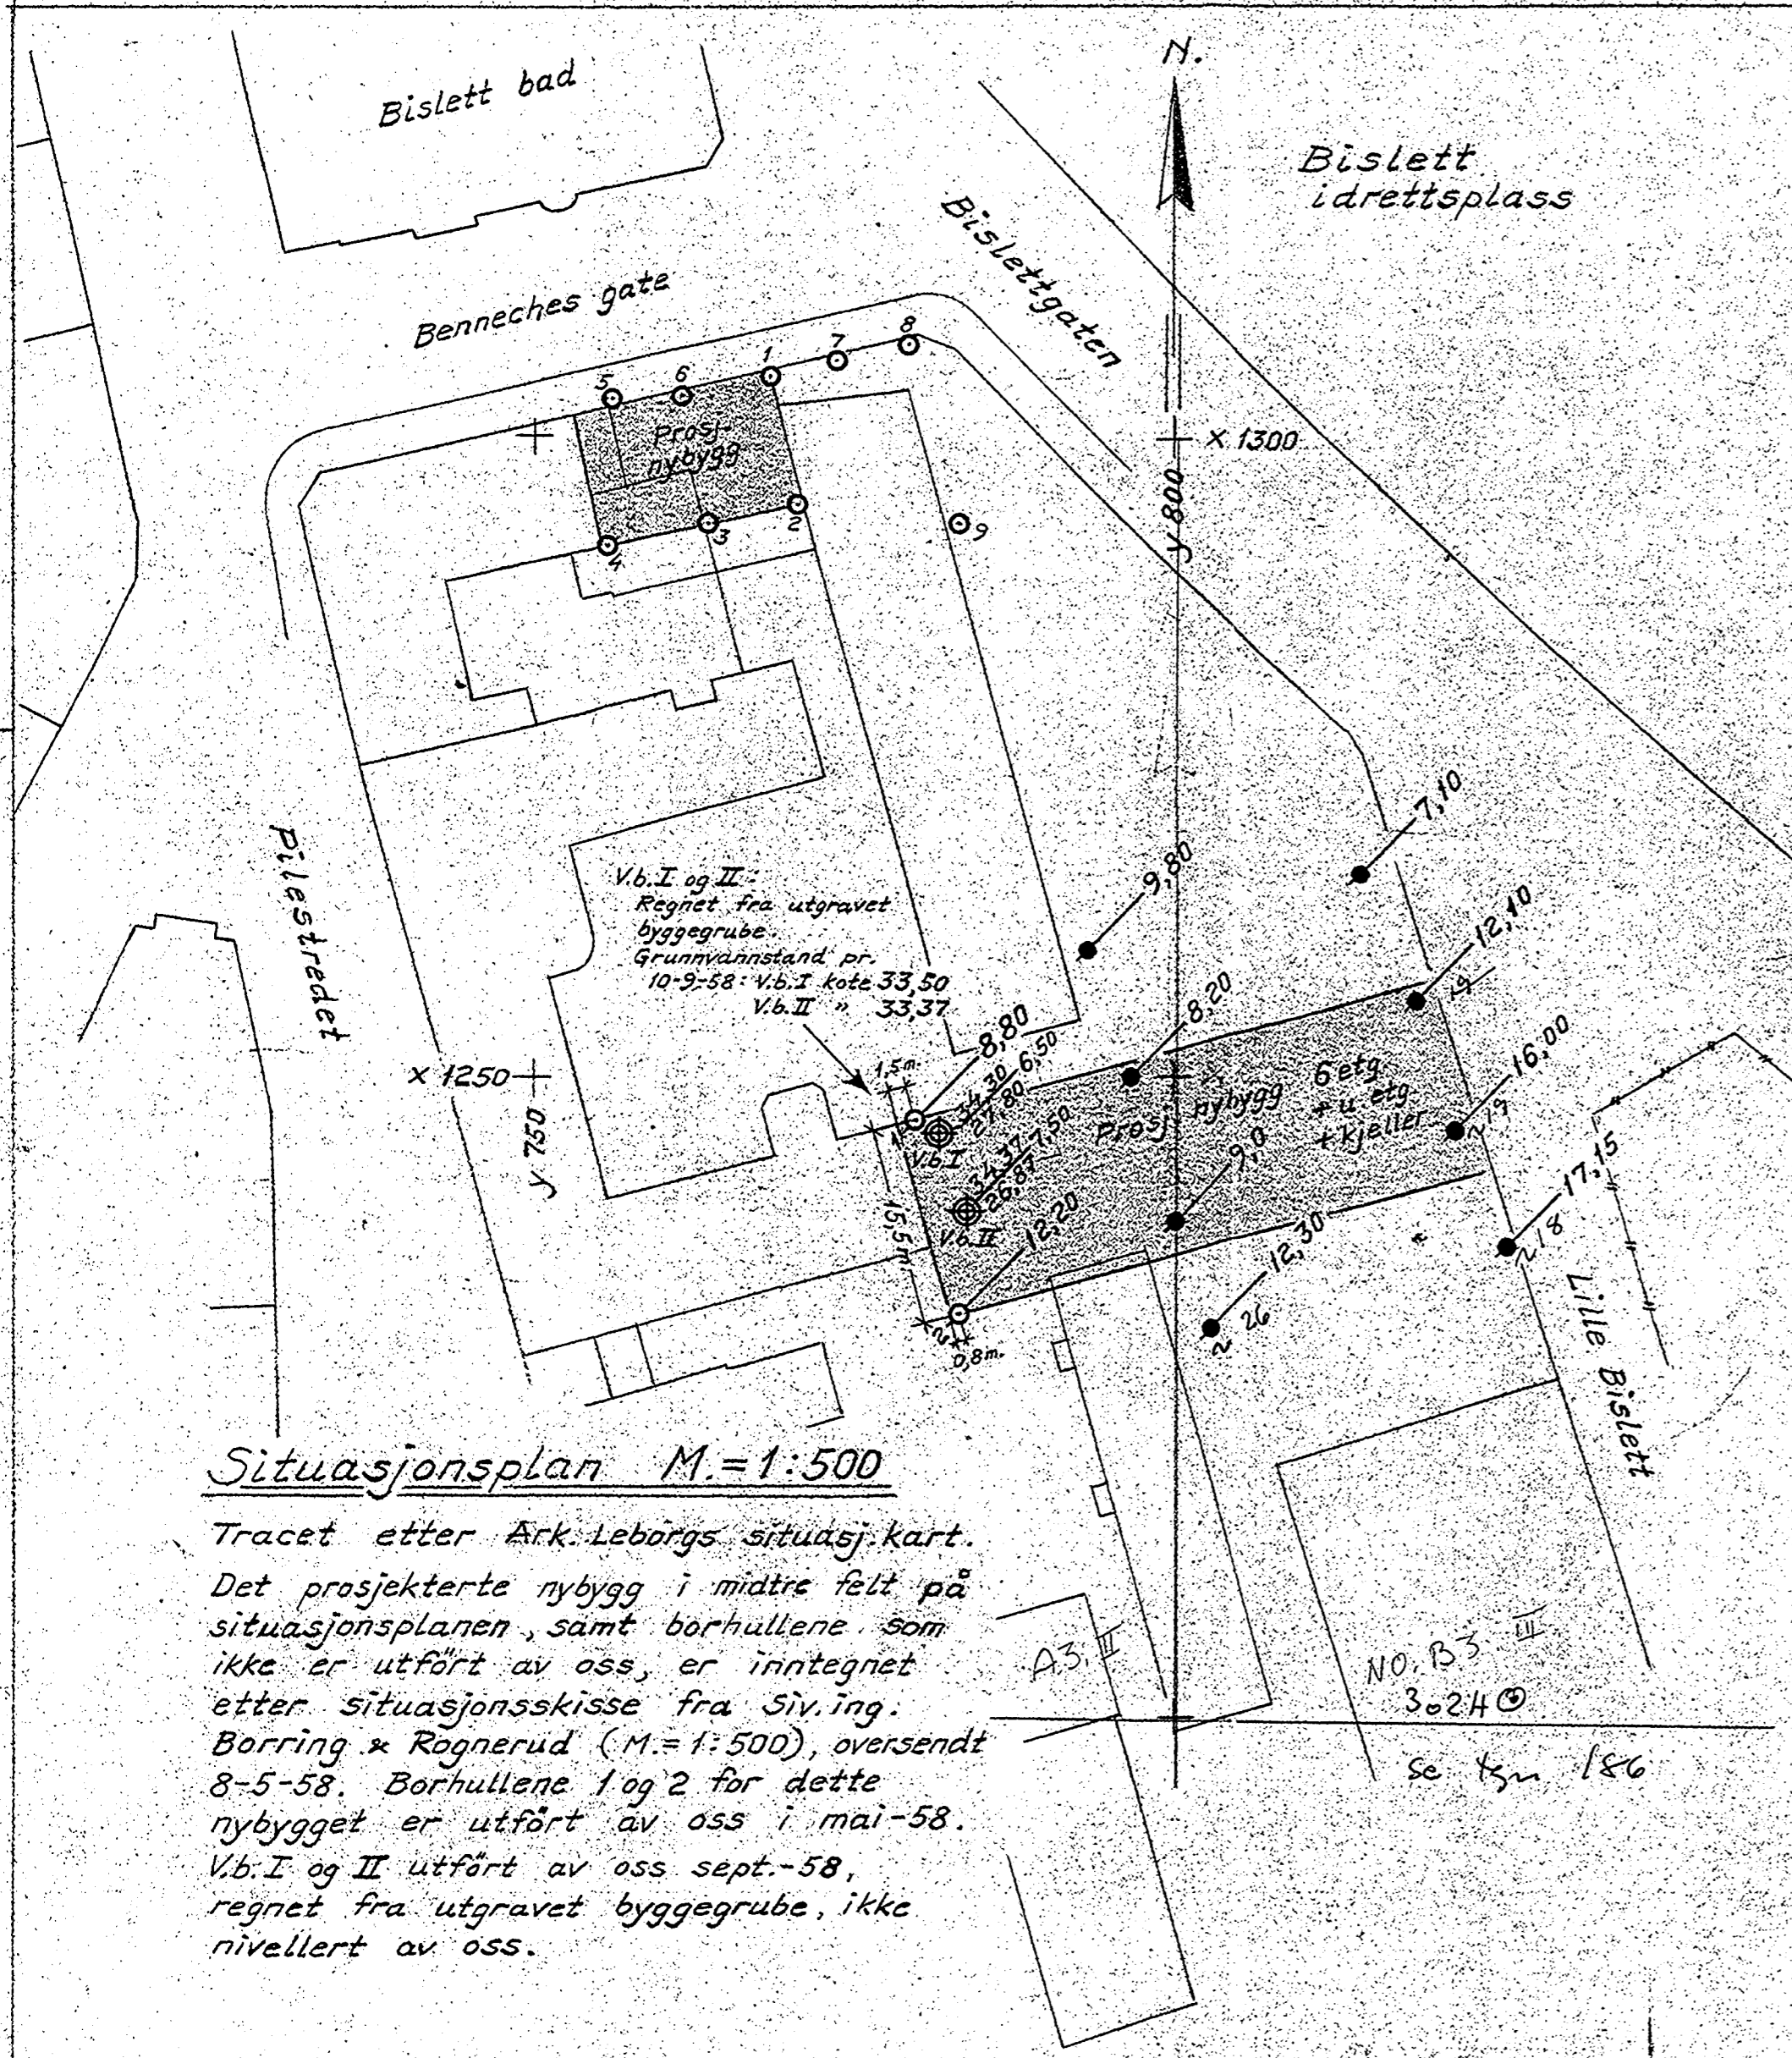 Bislett bad
N.
Bislett
idrettsplass
Bislettgaten
Benneches gate
5
6
1
7
8
Prosj.
nybygg
2
3
4
9
x 1300
y 800
Pilestredet
7,10
9,80
12,10
V.b. I og II:
Regnet fra utgravet
byggegrube.
Grunnvannstand pr.
10-9-58: V.b. I kote 33,50
V.b. II " 33,37
8,80
8,20
16,00
x 1250
y 750
1,5m.
34,30
27,80
6,50
1
V.b. I
Prosj. nybygg
6 etg.
+ u. etg.
+ kjeller
34,37
26,87
7,50
V.b. II
9,0
15,5m.
12,20
12,30
17,15
19
~19
~18
~26
2
0,8m.
Lille Bislett
Situasjonsplan M.=1:500
Tracet etter Ark. Leborgs situasj.kart.
Det prosjekterte nybygg i midtre felt på
situasjonsplanen, samt borhullene som
ikke er utført av oss, er inntegnet
etter situasjonsskisse fra Siv.ing.
Borring & Rognerud (M.=1:500), oversendt
8-5-58. Borhullene 1 og 2 for dette
nybygget er utført av oss i mai-58.
V.b. I og II utført av oss sept.-58,
regnet fra utgravet byggegrube, ikke
nivellert av oss.
A3, II
NO. B3 III
3024
se tgn 186